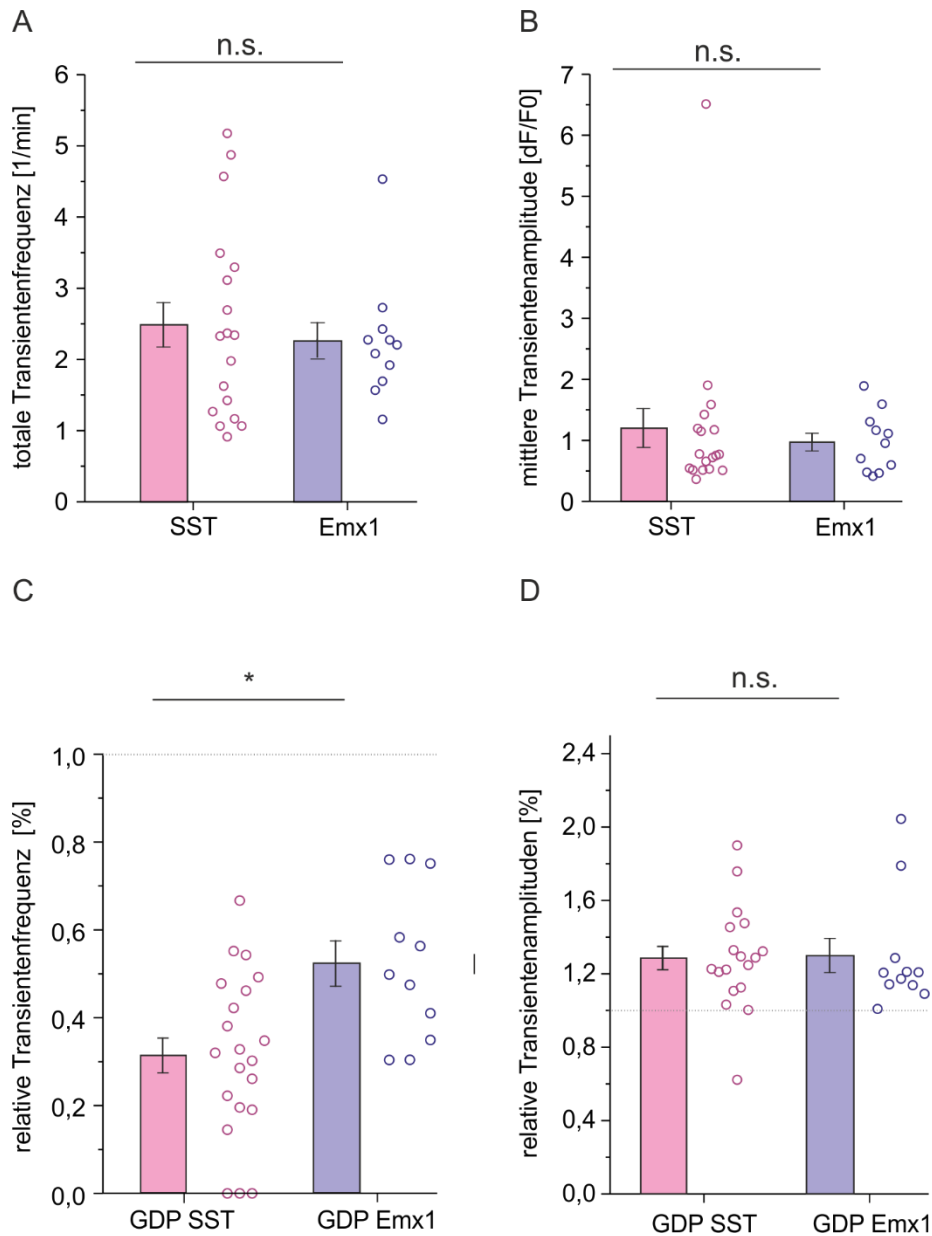 A
n.s.
totale Transientenfrequenz [1/min]
6
5
4
3
2
1
0
SST
Emx1
B
n.s.
mittlere Transientenamplitude [dF/F0]
7
6
5
4
3
2
1
0
SST
Emx1
C
*
relative Transientenfrequenz [%]
1,0
0,8
0,6
0,4
0,2
0,0
GDP SST
GDP Emx1
D
n.s.
relative Transientenamplituden [%]
2,4
2,0
1,6
1,2
0,8
0,4
0,0
GDP SST
GDP Emx1